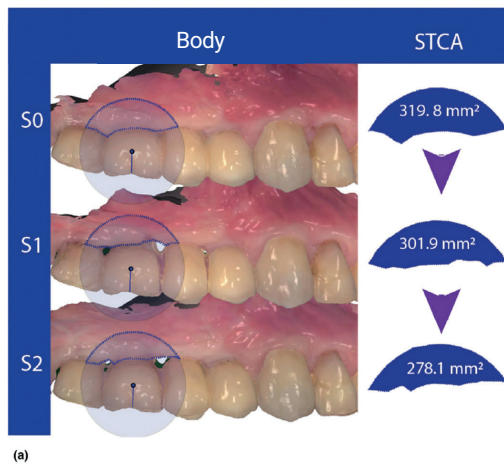 Body STCA
S0 319. 8 mm²
S1 301.9 mm²
S2 278.1 mm²
(a)